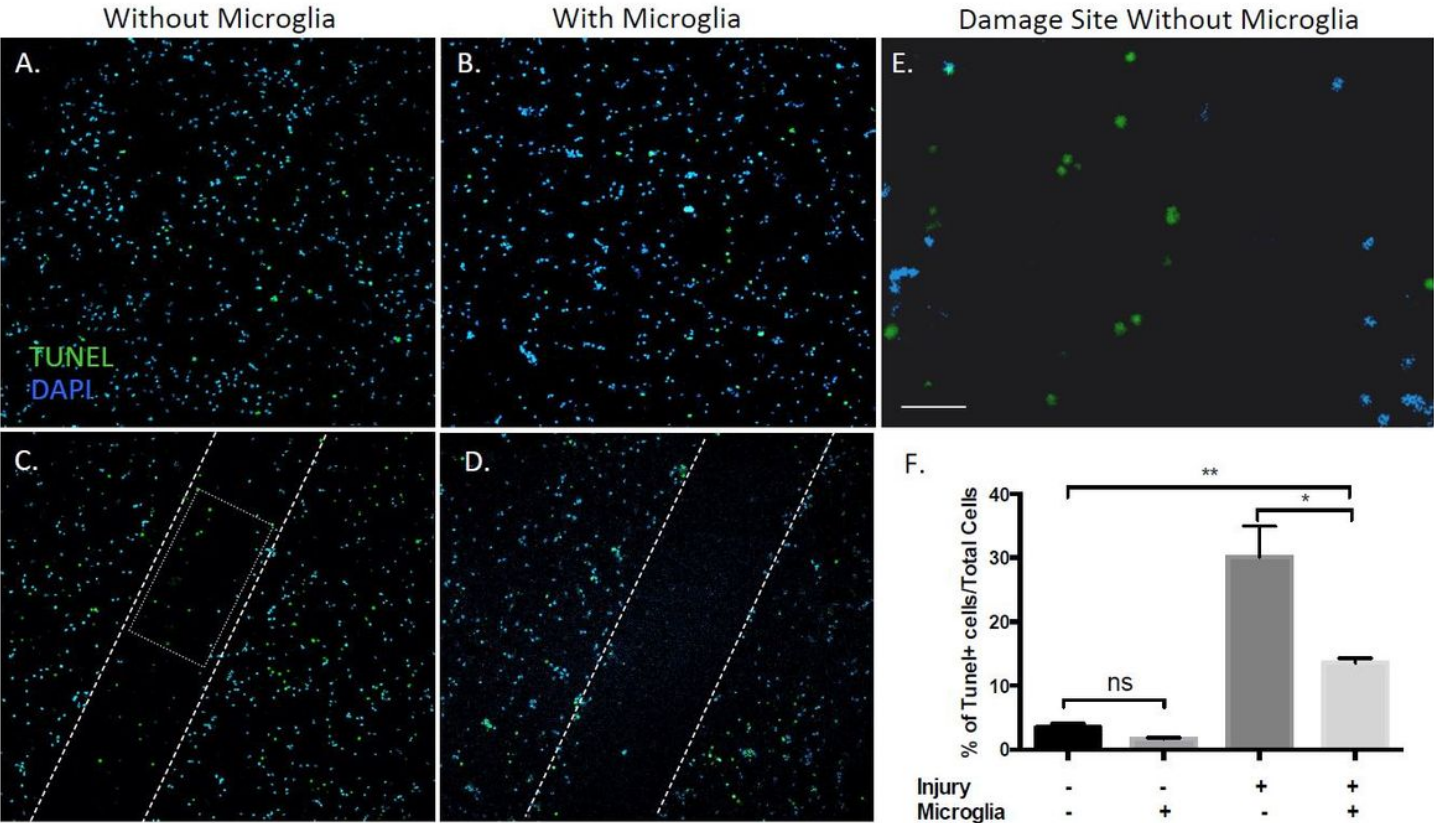 Without Microglia
With Microglia
Damage Site Without Microglia
A.
B.
E.
TUNEL
DAPI
C.
D.
F.
**
*
ns
% of Tunel+ cells/Total Cells
40
30
20
10
0
Injury - - + +
Microglia - + - +